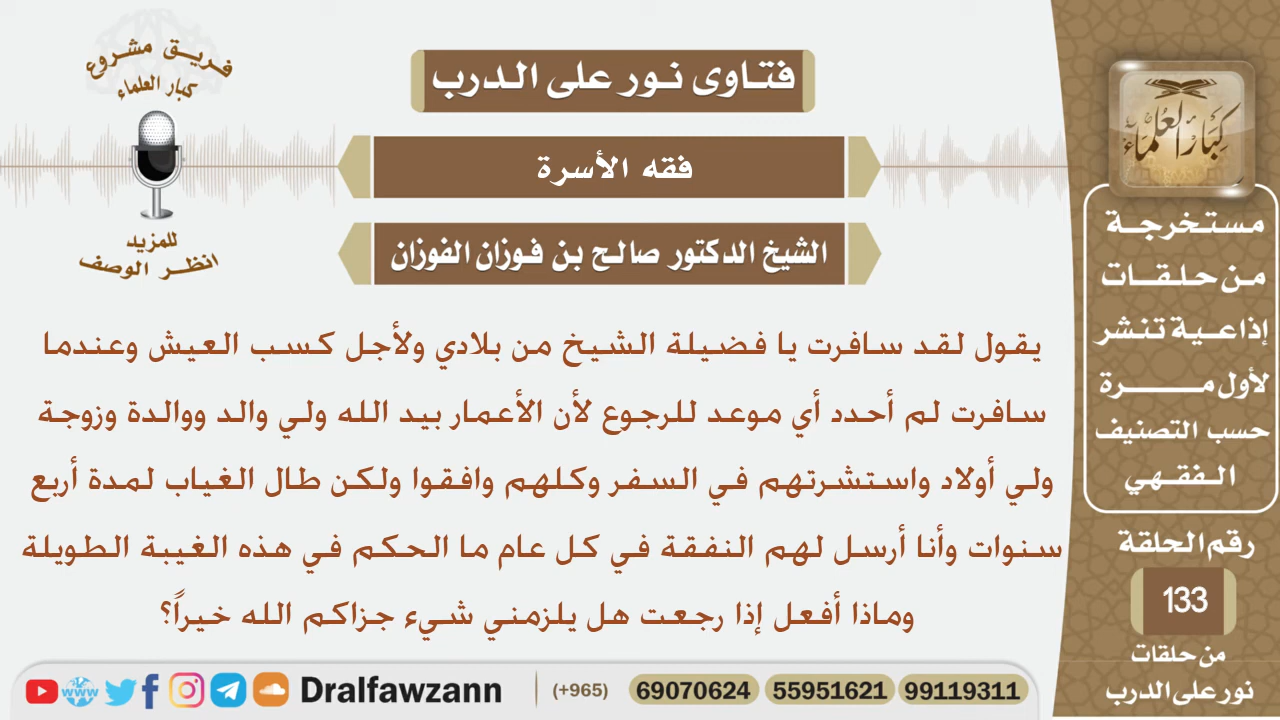 فريق مشروع
كبار العلماء
للمزيد
انظر الوصف
فتاوى نور على الدرب
فقه الأسرة
الشيخ الدكتور صالح بن فوزان الفوزان
يقول لقد سافرت يا فضيلة الشيخ من بلادي ولأجل كسب العيش وعندما
سافرت لم أحدد أي موعد للرجوع لأن الأعمار بيد الله ولي والد ووالدة وزوجة
ولي أولاد واستشرتهم في السفر وكلهم وافقوا ولكن طال الغياب لمدة أربع
سنوات وأنا أرسل لهم النفقة في كل عام ما الحكم في هذه الغيبة الطويلة
وماذا أفعل إذا رجعت هل يلزمني شيء جزاكم الله خيراً؟
كبار العلماء
مستخرجة
من حلقات
إذاعية تنشر
لأول مرة
حسب التصنيف
الفقهي
رقم الحلقة
133
من حلقات
نور على الدرب
www Dralfawzann (+965) 69070624 55951621 99119311